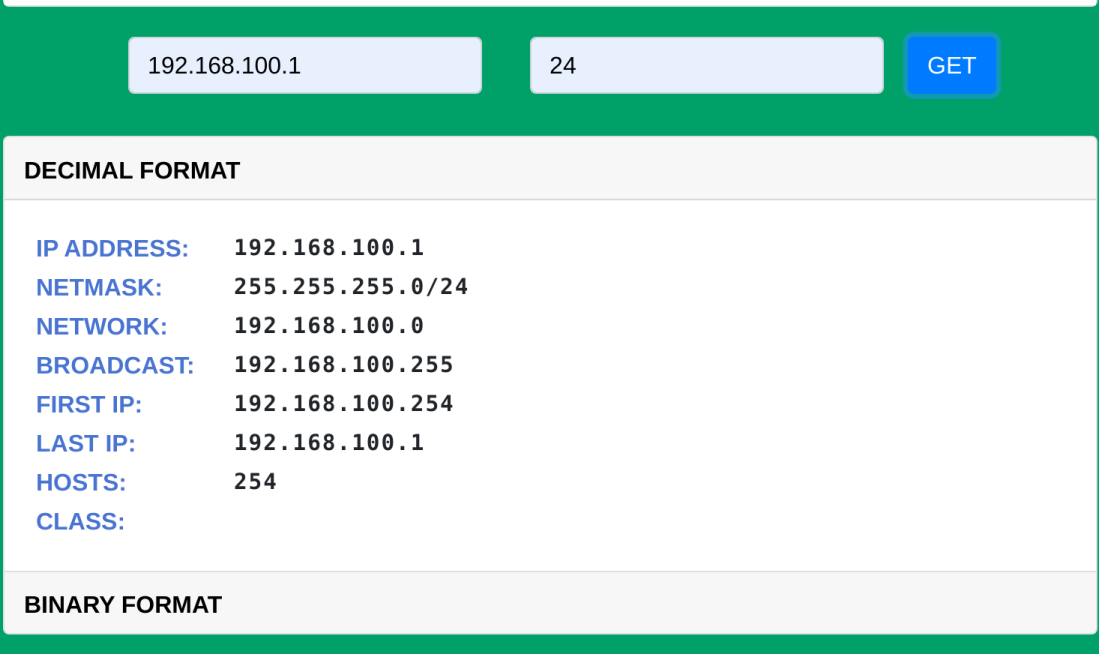 192.168.100.1 24 GET
DECIMAL FORMAT
IP ADDRESS: 192.168.100.1
NETMASK: 255.255.255.0/24
NETWORK: 192.168.100.0
BROADCAST: 192.168.100.255
FIRST IP: 192.168.100.254
LAST IP: 192.168.100.1
HOSTS: 254
CLASS:
BINARY FORMAT